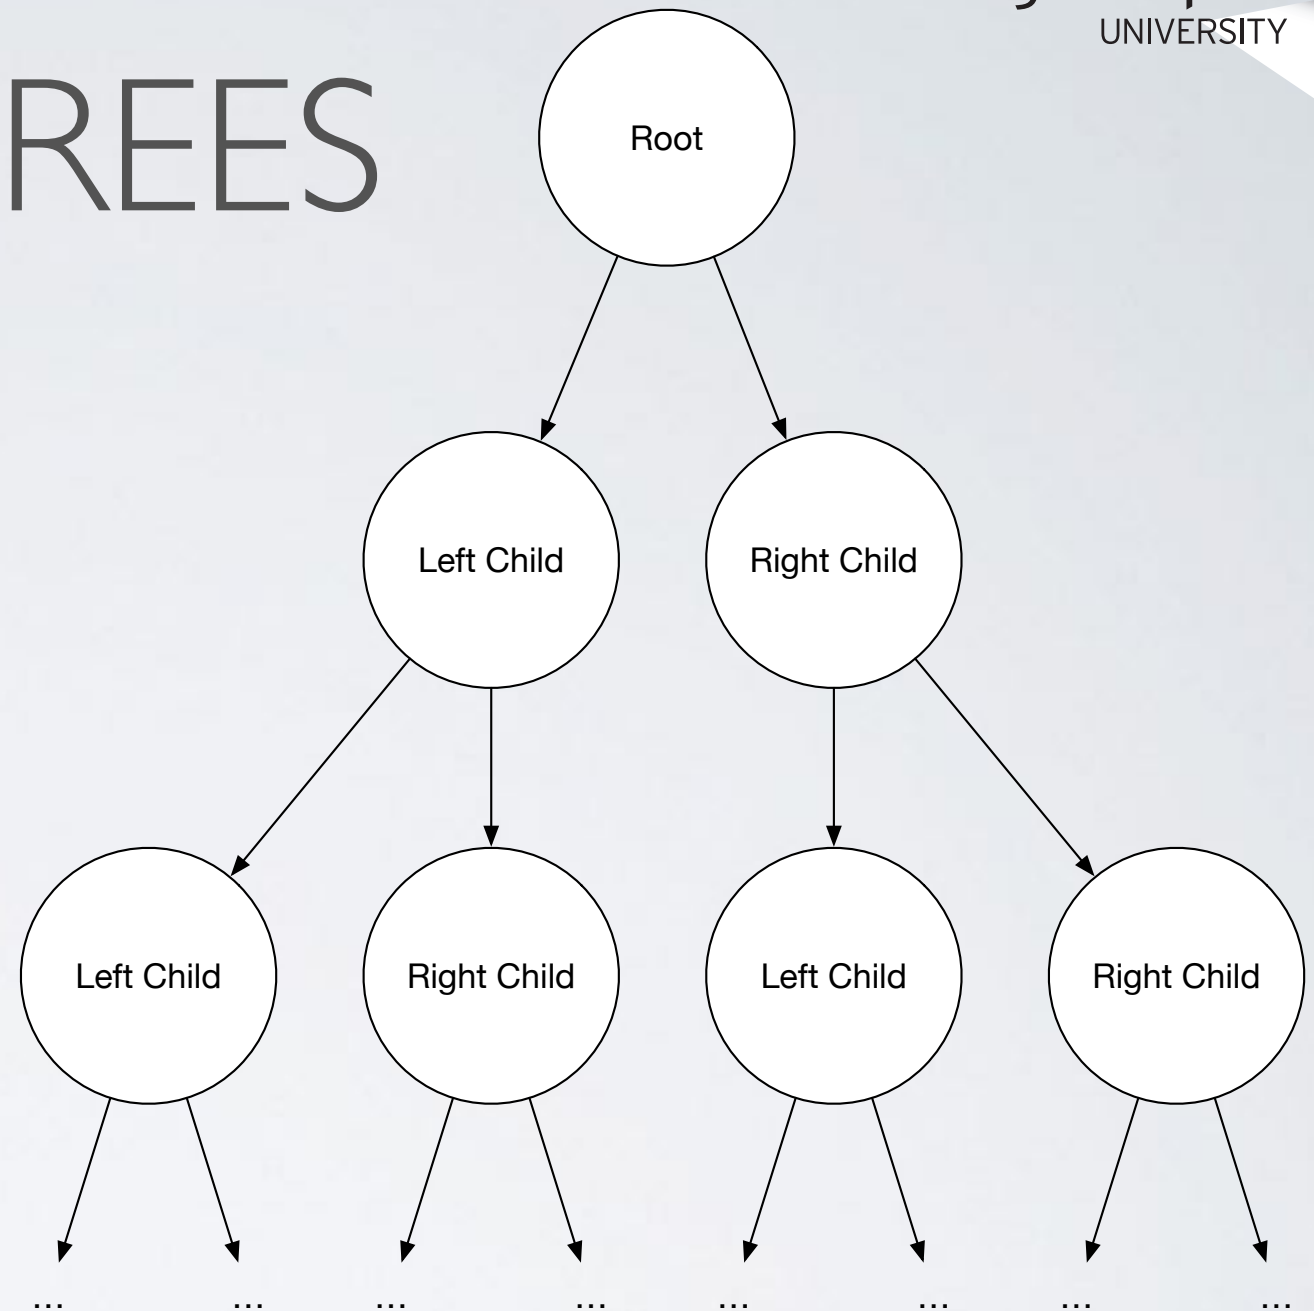 UNIVERSITY
REES
Root
Left Child Right Child
Left Child Right Child Left Child Right Child
... ... ... ... ... ... ... ...